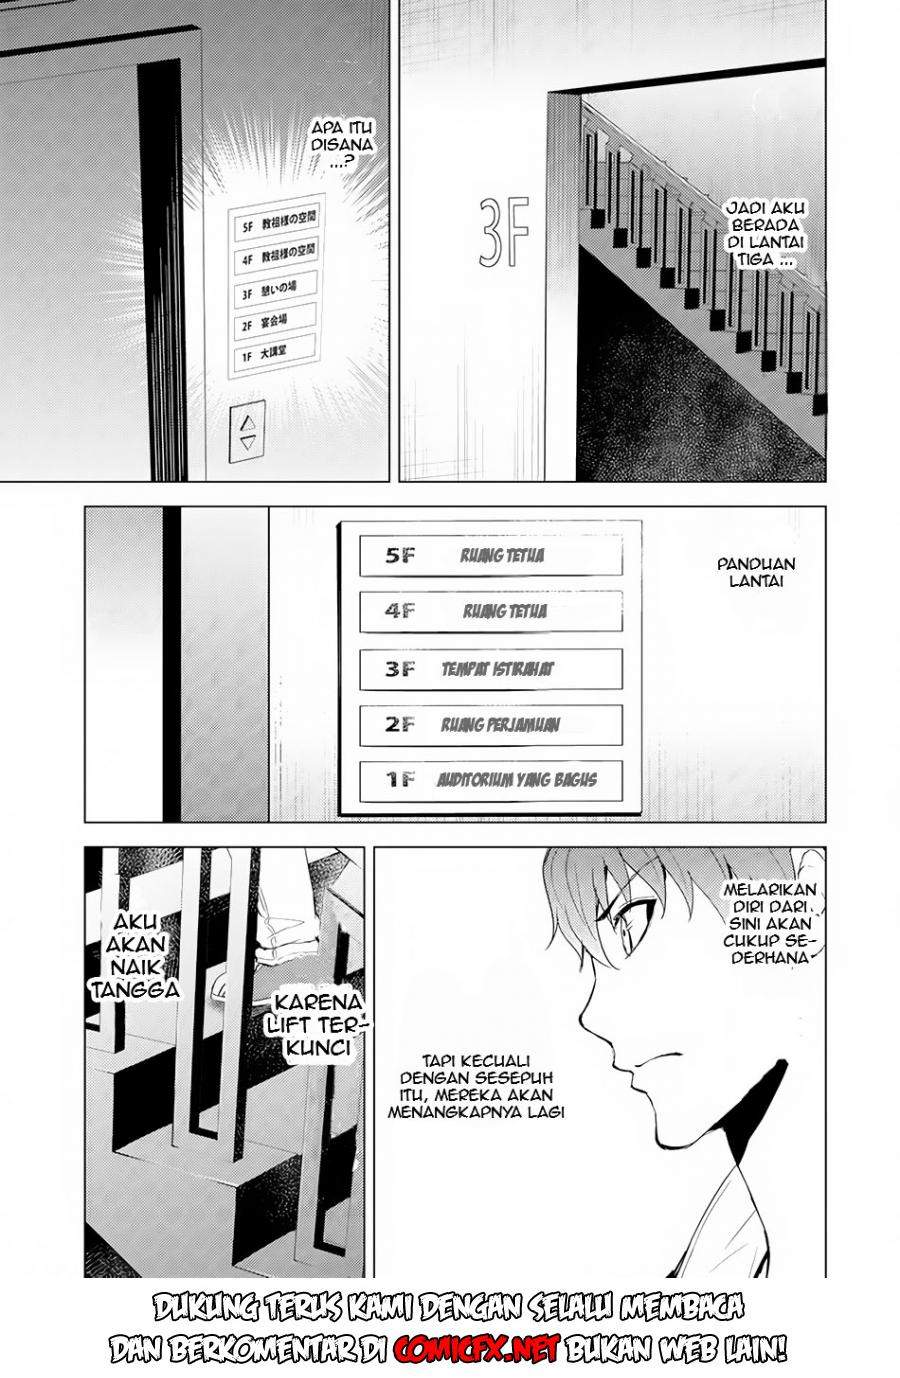 JADI AKU
BERADA
DI LANTAI
TIGA ...
3F
APA ITU
DISANA
...?
5F 教祖様の空間
4F 教祖様の空間
3F 憩いの場
2F 宴会場
1F 大講堂
PANDUAN
LANTAI
5F RUANG TETUA
4F RUANG TETUA
3F TEMPAT ISTIRAHAT
2F RUANG PERJAMUAN
1F AUDITORIUM YANG BAGUS
MELARIKAN
DIRI DARI
SINI AKAN
CUKUP SE-
DERHANA
TAPI KECUALI
DENGAN SESEPUH
ITU, MEREKA AKAN
MENANGKAPNYA LAGI
KARENA
LIFT TER-
KUNCI
AKU
AKAN
NAIK
TANGGA
DUKUNG TERUS KAMI DENGAN SELALU MEMBACA
DAN BERKOMENTAR DI COMICFX.NET BUKAN WEB LAIN!